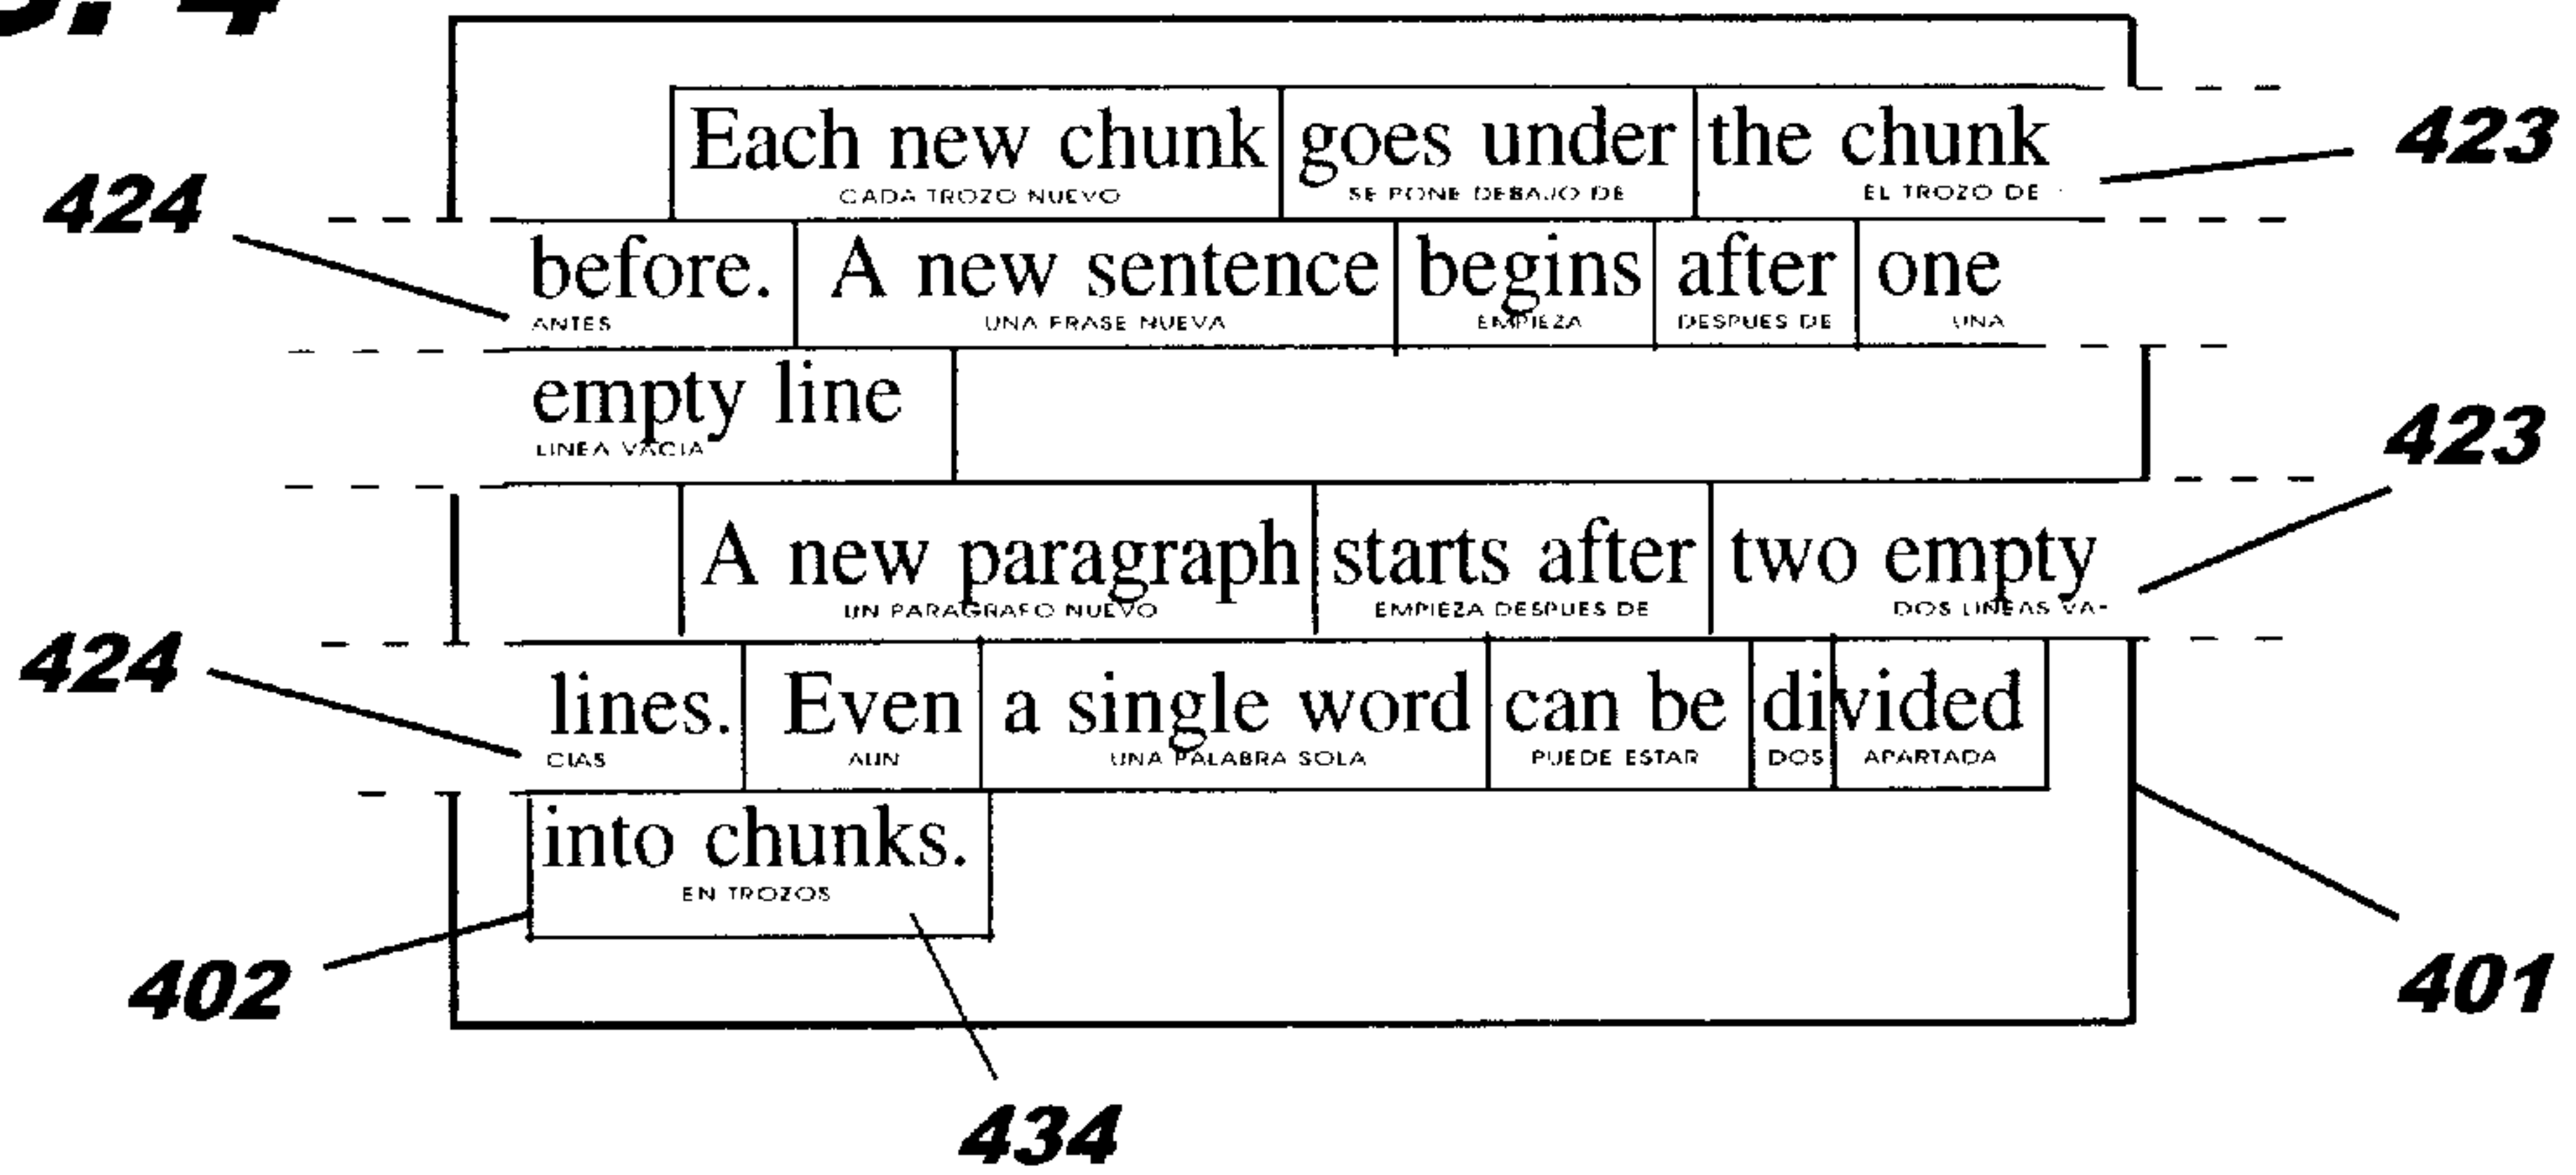 . 4
Each new chunk goes under the chunk
CADA TROZO NUEVO SE PONE DEBAJO DE EL TROZO DE
423
424
before. A new sentence begins after one
ANTES UNA FRASE NUEVA EMPIEZA DESPUES DE UNA
empty line
LINEA VACIA
423
A new paragraph starts after two empty
UN PARAGRAFO NUEVO EMPIEZA DESPUES DE DOS LINEAS VA-
424
lines. Even a single word can be divided
CIAS AUN UNA PALABRA SOLA PUEDE ESTAR DOS APARTADA
into chunks.
EN TROZOS
402
401
434